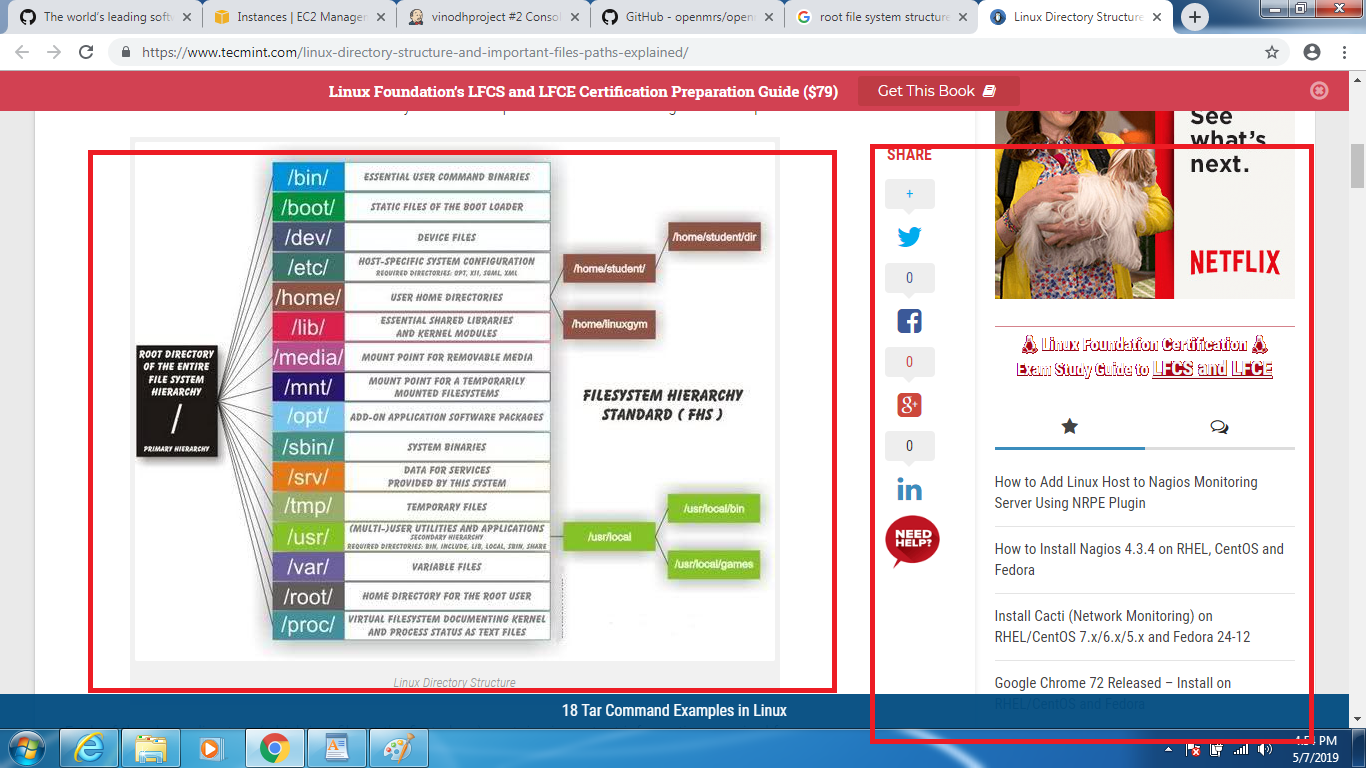 The world's leading soft
Instances | EC2 Managem
vinodhproject #2 Conso
GitHub - openmrs/open
root file system structure
Linux Directory Structure
https://www.tecmint.com/linux-directory-structure-and-important-files-paths-explained/
Linux Foundation's LFCS and LFCE Certification Preparation Guide ($79)
Get This Book
ROOT DIRECTORY
OF THE ENTIRE
FILE SYSTEM
HIERARCHY
/
PRIMARY HIERARCHY
/bin/ ESSENTIAL USER COMMAND BINARIES
/boot/ STATIC FILES OF THE BOOT LOADER
/dev/ DEVICE FILES
/etc/ HOST-SPECIFIC SYSTEM CONFIGURATION
REQUIRED DIRECTORIES: OPT, XII, SGML, XML
/home/ USER HOME DIRECTORIES
/lib/ ESSENTIAL SHARED LIBRARIES
AND KERNEL MODULES
/media/ MOUNT POINT FOR REMOVABLE MEDIA
/mnt/ MOUNT POINT FOR A TEMPORARILY
MOUNTED FILESYSTEMS
/opt/ ADD-ON APPLICATION SOFTWARE PACKAGES
/sbin/ SYSTEM BINARIES
/srv/ DATA FOR SERVICES
PROVIDED BY THIS SYSTEM
/tmp/ TEMPORARY FILES
/usr/ (MULTI-)USER UTILITIES AND APPLICATIONS
SECONDARY HIERARCHY
REQUIRED DIRECTORIES: BIN, INCLUDE, LIB, LOCAL, SBIN, SHARE
/var/ VARIABLE FILES
/root/ HOME DIRECTORY FOR THE ROOT USER
/proc/ VIRTUAL FILESYSTEM DOCUMENTING KERNEL
AND PROCESS STATUS AS TEXT FILES
/home/student/
/home/student/dir
/home/linuxgym
FILESYSTEM HIERARCHY
STANDARD ( FHS )
/usr/local
/usr/local/bin
/usr/local/games
Linux Directory Structure
SHARE
+
0
0
0
NEED
HELP?
See
what's
next.
NETFLIX
Linux Foundation Certification
Exam Study Guide to LFCS and LFCE
How to Add Linux Host to Nagios Monitoring
Server Using NRPE Plugin
How to Install Nagios 4.3.4 on RHEL, CentOS and
Fedora
Install Cacti (Network Monitoring) on
RHEL/CentOS 7.x/6.x/5.x and Fedora 24-12
Google Chrome 72 Released – Install on
RHEL/CentOS and Fedora
18 Tar Command Examples in Linux
4:54 PM
5/7/2019